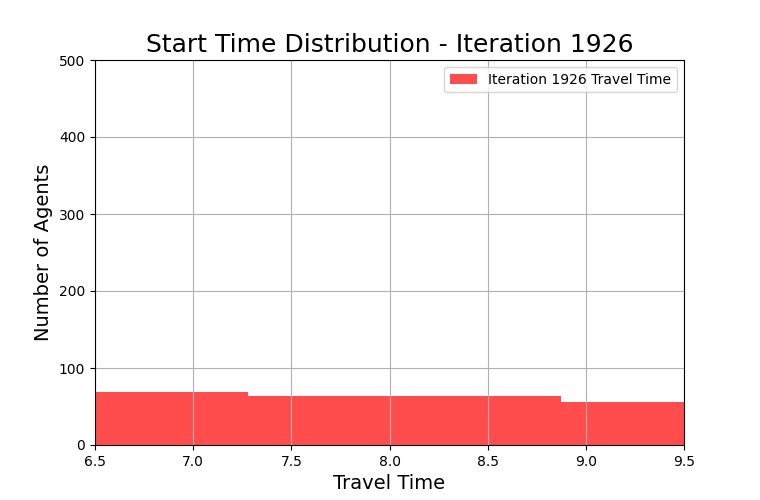 Start Time Distribution - Iteration 1926
500
Iteration 1926 Travel Time
400
300
200
100
0
Number of Agents
6.5 7.0 7.5 8.0 8.5 9.0 9.5
Travel Time